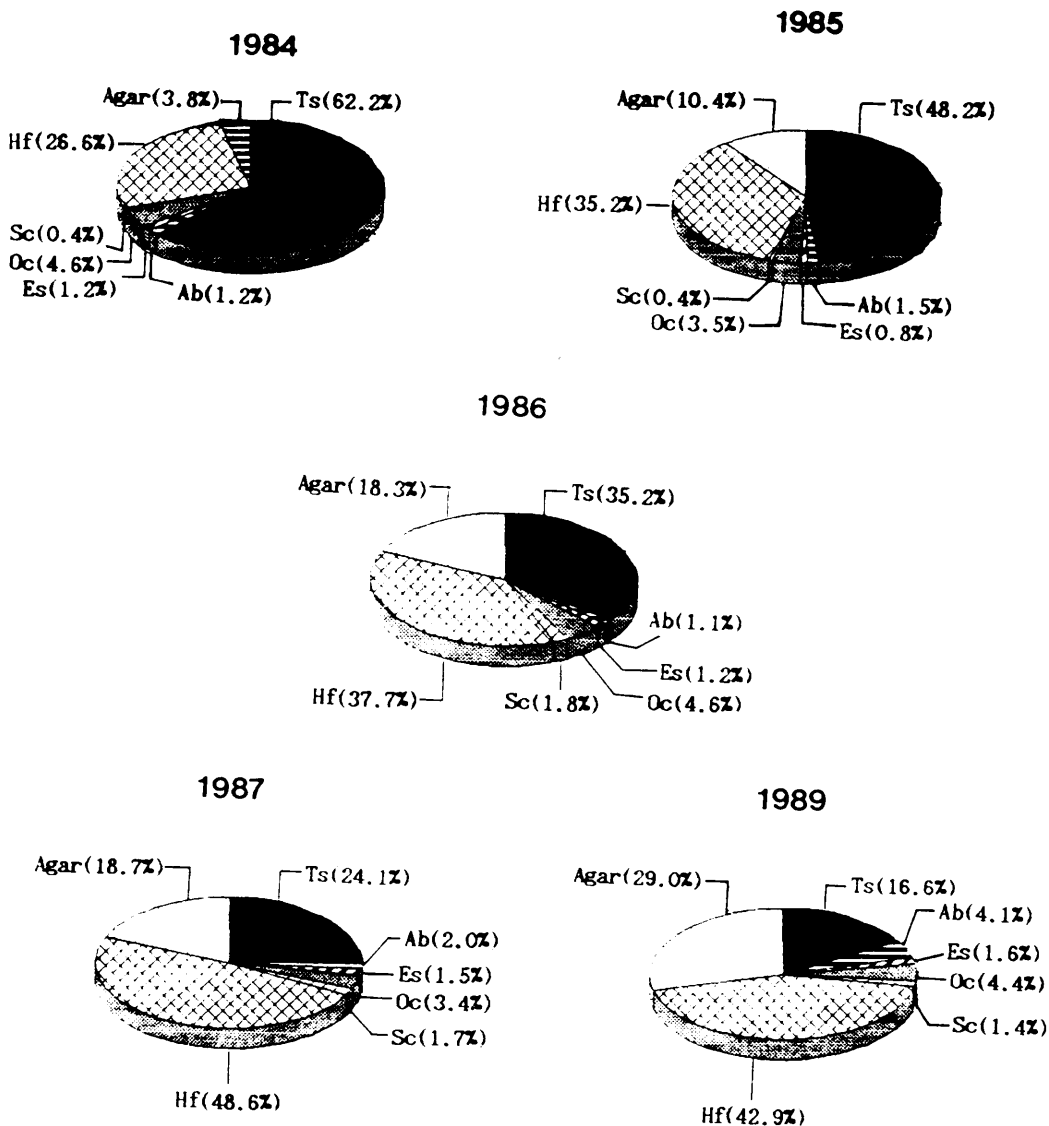 1984
Agar(3.8%)
Ts(62.2%)
Hf(26.6%)
Sc(0.4%)
Oc(4.6%)
Es(1.2%)
Ab(1.2%)
1985
Agar(10.4%)
Ts(48.2%)
Hf(35.2%)
Sc(0.4%)
Oc(3.5%)
Ab(1.5%)
Es(0.8%)
1986
Agar(18.3%)
Ts(35.2%)
Ab(1.1%)
Es(1.2%)
Oc(4.6%)
Sc(1.8%)
Hf(37.7%)
1987
Agar(18.7%)
Ts(24.1%)
Ab(2.0%)
Es(1.5%)
Oc(3.4%)
Sc(1.7%)
Hf(48.6%)
1989
Agar(29.0%)
Ts(16.6%)
Ab(4.1%)
Es(1.6%)
Oc(4.4%)
Sc(1.4%)
Hf(42.9%)